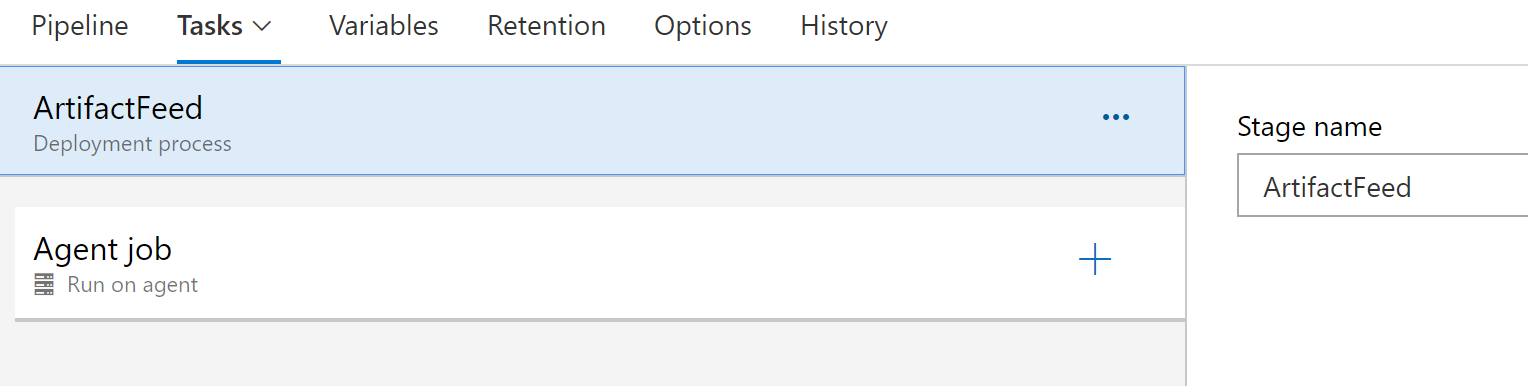 Pipeline Tasks Variables Retention Options History
ArtifactFeed
Deployment process
Stage name
ArtifactFeed
Agent job
Run on agent